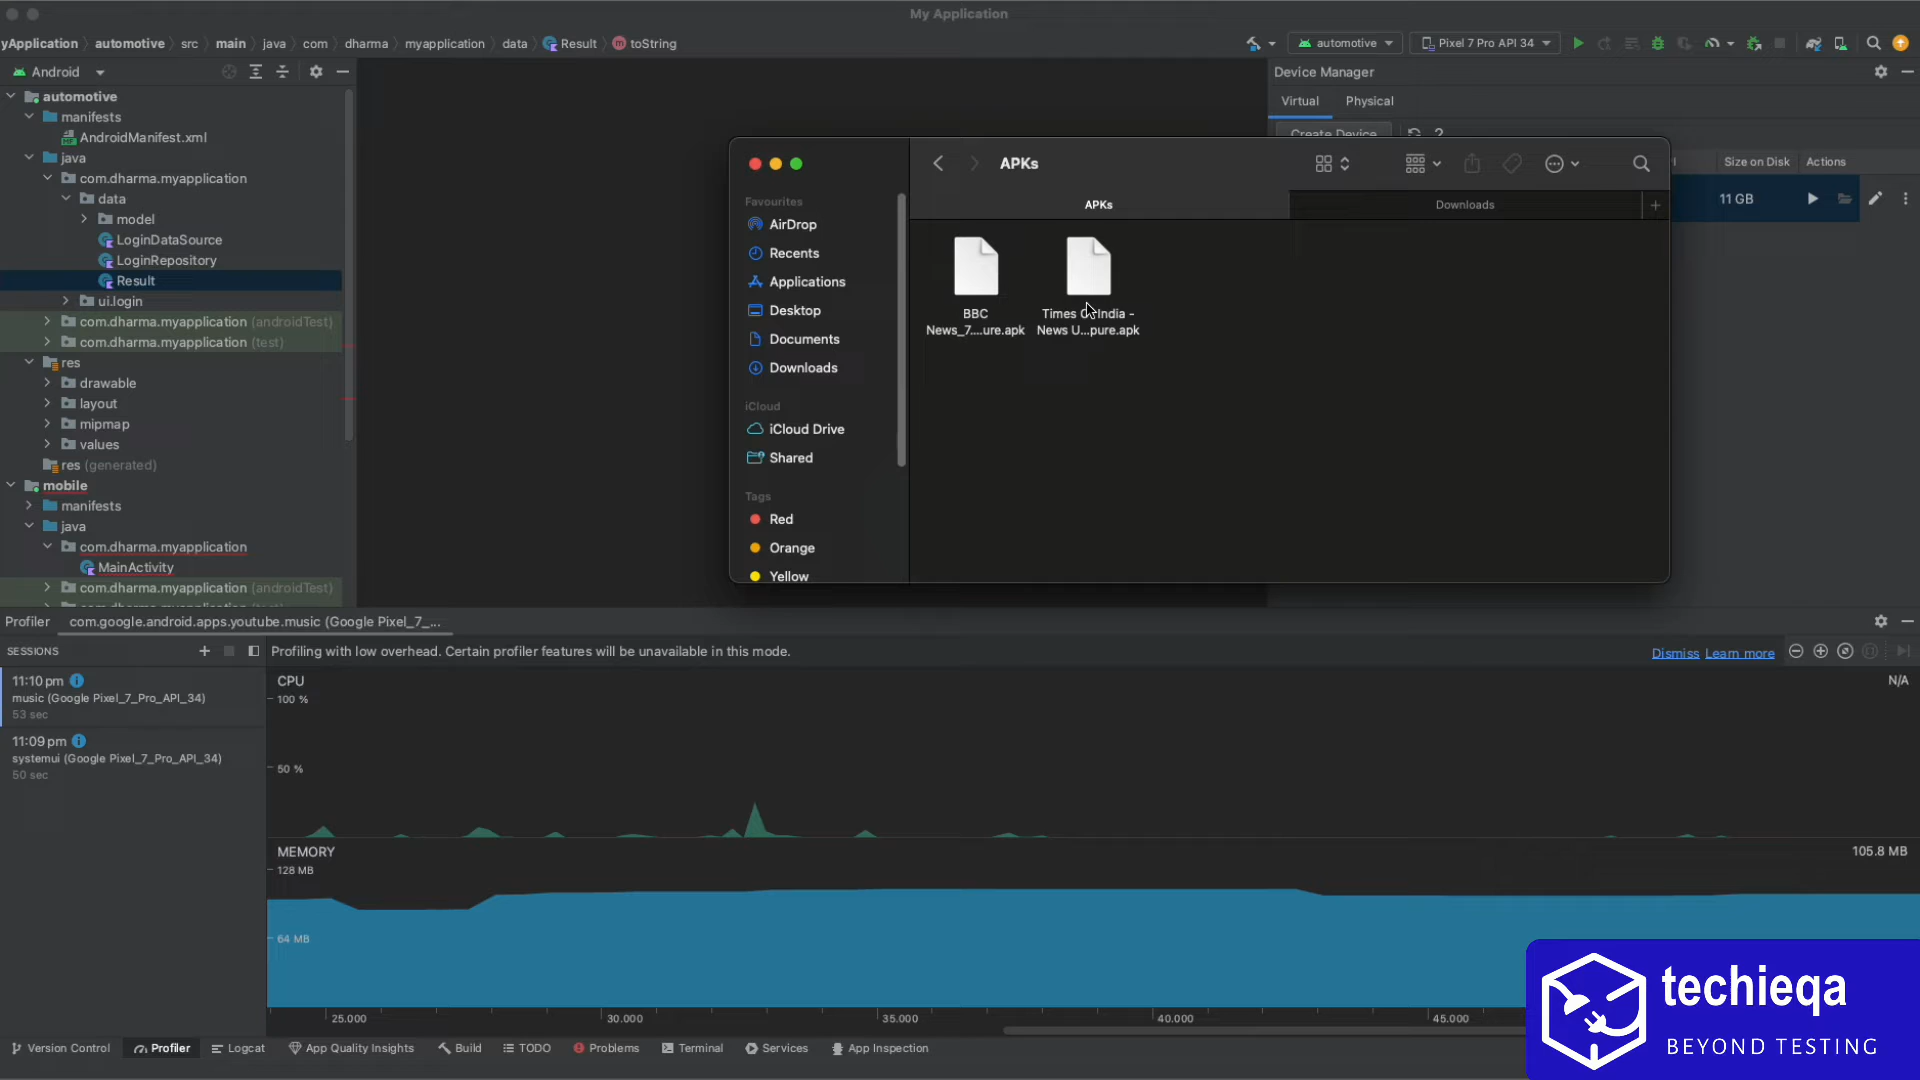 My Application
yApplication automotive src main java com dharma myapplication data Result toString
automotive Pixel 7 Pro API 34
Android
automotive
manifests
AndroidManifest.xml
java
com.dharma.myapplication
data
model
LoginDataSource
LoginRepository
Result
ui.login
com.dharma.myapplication (androidTest)
com.dharma.myapplication (test)
res
drawable
layout
mipmap
values
res (generated)
mobile
manifests
java
com.dharma.myapplication
MainActivity
com.dharma.myapplication (androidTest)
Device Manager
Virtual Physical
Create Device ?
Size on Disk Actions
11 GB
APKs
APKs Downloads
Favourites
AirDrop
Recents
Applications
Desktop
Documents
Downloads
iCloud
iCloud Drive
Shared
Tags
Red
Orange
Yellow
BBC
News_7....ure.apk
Times Of India -
News U...pure.apk
Profiler com.google.android.apps.youtube.music (Google Pixel_7_...
SESSIONS
Profiling with low overhead. Certain profiler features will be unavailable in this mode.
Dismiss Learn more
11:10 pm
music (Google Pixel_7_Pro_API_34)
53 sec
11:09 pm
systemui (Google Pixel_7_Pro_API_34)
50 sec
CPU N/A
100 %
50 %
MEMORY 105.8 MB
128 MB
64 MB
25.000 30.000 35.000 40.000 45.000
Version Control Profiler Logcat App Quality Insights Build TODO Problems Terminal Services App Inspection
techieqa
BEYOND TESTING